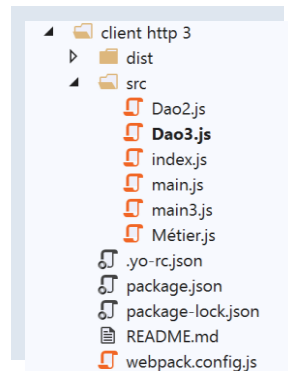 client http 3
dist
src
Dao2.js
Dao3.js
index.js
main.js
main3.js
Métier.js
.yo-rc.json
package.json
package-lock.json
README.md
webpack.config.js